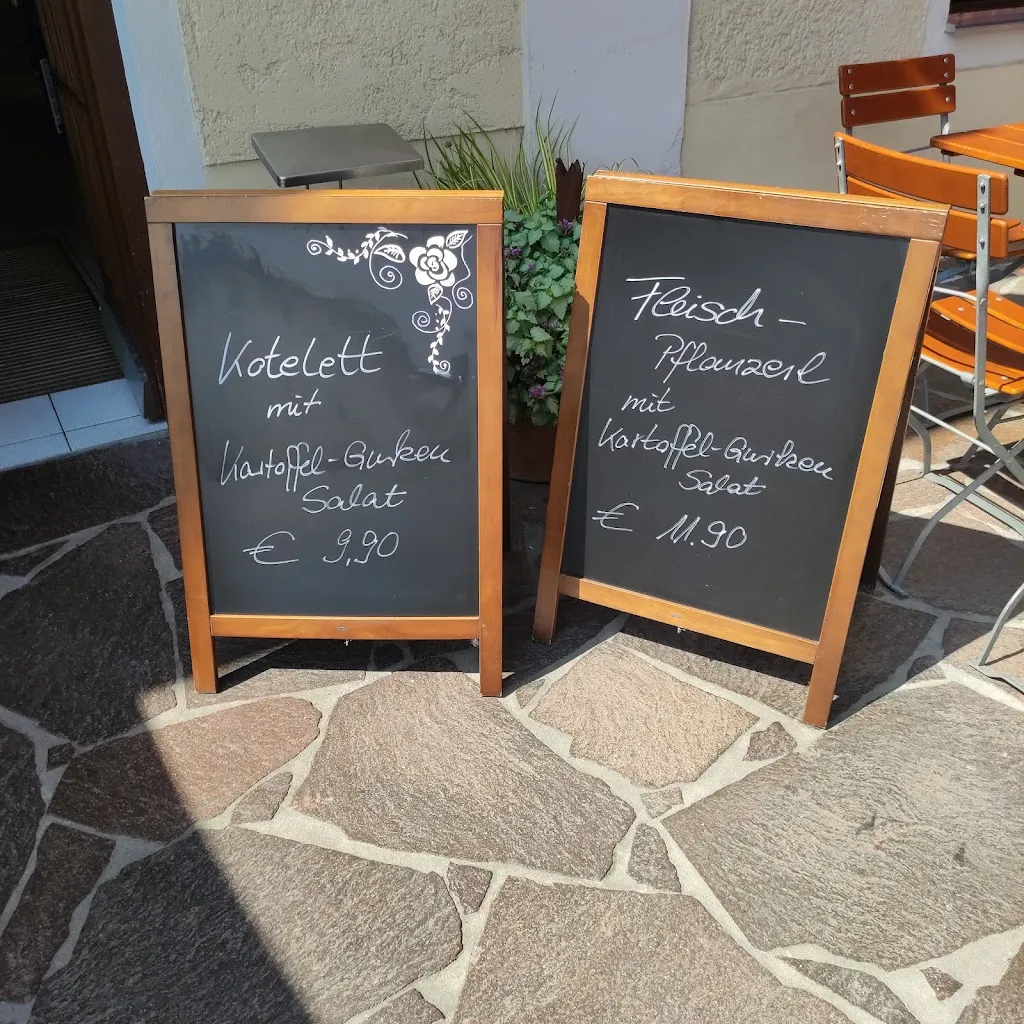 Kotelett
mit
Kartoffel-Gurken
Salat
€ 9,90
Fleisch-
Pflanzerl
mit
Kartoffel-Gurken
Salat
€ 11.90